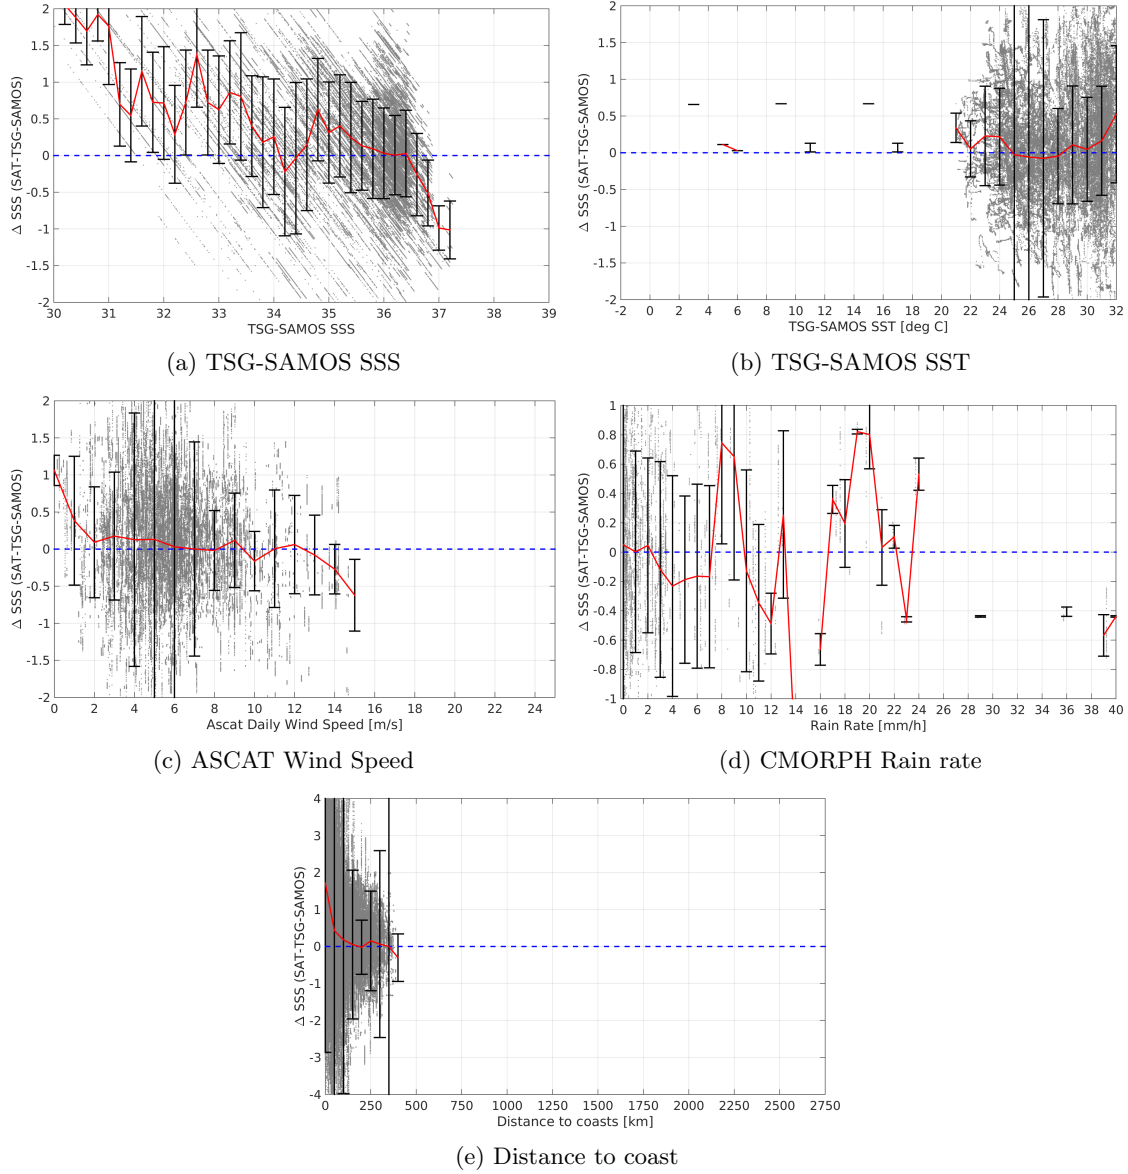 2
1.5
1
0.5
0
-0.5
-1
-1.5
-2
Δ SSS (SAT-TSG-SAMOS)
30 31 32 33 34 35 36 37 38 39
TSG-SAMOS SSS
(a) TSG-SAMOS SSS
2
1.5
1
0.5
0
-0.5
-1
-1.5
-2
Δ SSS (SAT-TSG-SAMOS)
-2 0 2 4 6 8 10 12 14 16 18 20 22 24 26 28 30 32
TSG-SAMOS SST [deg C]
(b) TSG-SAMOS SST
2
1.5
1
0.5
0
-0.5
-1
-1.5
-2
Δ SSS (SAT-TSG-SAMOS)
0 2 4 6 8 10 12 14 16 18 20 22 24
Ascat Daily Wind Speed [m/s]
(c) ASCAT Wind Speed
1
0.8
0.6
0.4
0.2
0
-0.2
-0.4
-0.6
-0.8
-1
Δ SSS (SAT-TSG-SAMOS)
0 2 4 6 8 10 12 14 16 18 20 22 24 26 28 30 32 34 36 38 40
Rain Rate [mm/h]
(d) CMORPH Rain rate
4
3
2
1
0
-1
-2
-3
-4
Δ SSS (SAT-TSG-SAMOS)
0 250 500 750 1000 1250 1500 1750 2000 2250 2500 2750
Distance to coasts [km]
(e) Distance to coast